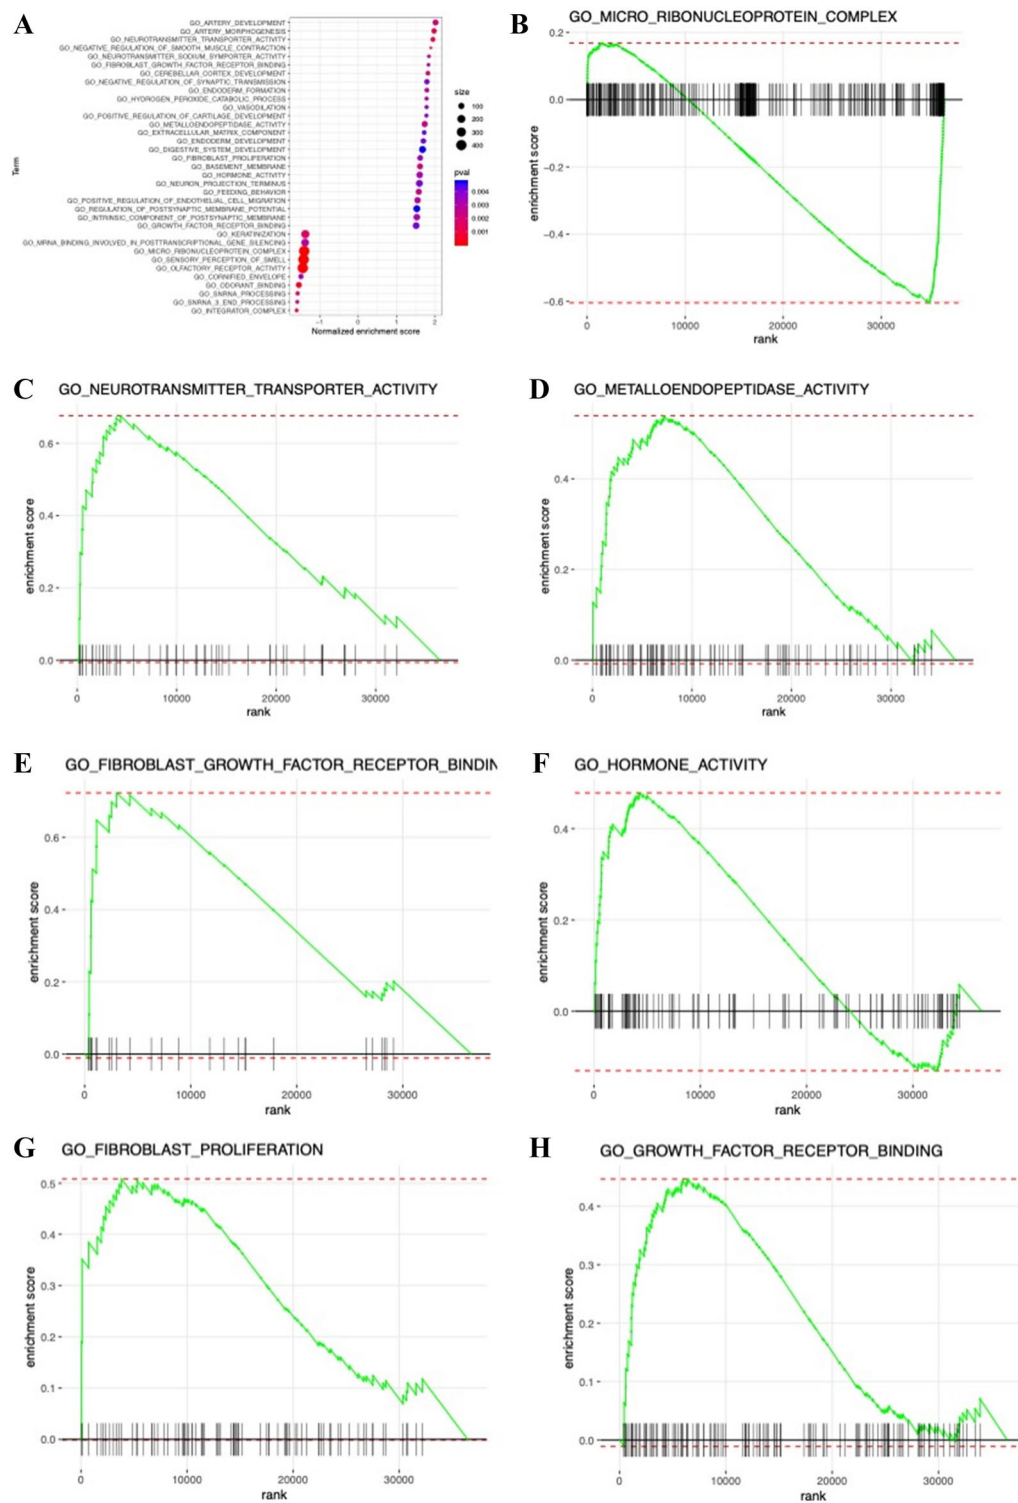 A
GO_ARTERY_DEVELOPMENT
GO_ARTERY_MORPHOGENESIS
GO_NEUROTRANSMITTER_TRANSPORTER_ACTIVITY
GO_NEGATIVE_REGULATION_OF_SMOOTH_MUSCLE_CONTRACTION
GO_NEUROTRANSMITTER_SODIUM_SYMPORTER_ACTIVITY
GO_FIBROBLAST_GROWTH_FACTOR_RECEPTOR_BINDING
GO_CEREBELLAR_CORTEX_DEVELOPMENT
GO_NEGATIVE_REGULATION_OF_SYNAPTIC_TRANSMISSION
GO_ENDODERM_FORMATION
GO_HYDROGEN_PEROXIDE_CATABOLIC_PROCESS
GO_VASODILATION
GO_POSITIVE_REGULATION_OF_CARTILAGE_DEVELOPMENT
GO_METALLOENDOPEPTIDASE_ACTIVITY
GO_EXTRACELLULAR_MATRIX_COMPONENT
GO_ENDODERM_DEVELOPMENT
GO_DIGESTIVE_SYSTEM_DEVELOPMENT
GO_FIBROBLAST_PROLIFERATION
GO_BASEMENT_MEMBRANE
GO_HORMONE_ACTIVITY
GO_NEURON_PROJECTION_TERMINUS
GO_FEEDING_BEHAVIOR
GO_POSITIVE_REGULATION_OF_ENDOTHELIAL_CELL_MIGRATION
GO_REGULATION_OF_POSTSYNAPTIC_MEMBRANE_POTENTIAL
GO_INTRINSIC_COMPONENT_OF_POSTSYNAPTIC_MEMBRANE
GO_GROWTH_FACTOR_RECEPTOR_BINDING
GO_KERATINIZATION
GO_MRNA_BINDING_INVOLVED_IN_POSTTRANSCRIPTIONAL_GENE_SILENCING
GO_MICRO_RIBONUCLEOPROTEIN_COMPLEX
GO_SENSORY_PERCEPTION_OF_SMELL
GO_OLFACTORY_RECEPTOR_ACTIVITY
GO_CORNIFIED_ENVELOPE
GO_ODORANT_BINDING
GO_SNRNA_PROCESSING
GO_SNRNA_3_END_PROCESSING
GO_INTEGRATOR_COMPLEX
Term
-1 0 1 2
Normalized enrichment score
size
100
200
300
400
pval
0.004
0.003
0.002
0.001
B
GO_MICRO_RIBONUCLEOPROTEIN_COMPLEX
enrichment score
0.2
0.0
-0.2
-0.4
-0.6
0 10000 20000 30000
rank
C
GO_NEUROTRANSMITTER_TRANSPORTER_ACTIVITY
enrichment score
0.6
0.4
0.2
0.0
0 10000 20000 30000
rank
D
GO_METALLOENDOPEPTIDASE_ACTIVITY
enrichment score
0.4
0.2
0.0
0 10000 20000 30000
rank
E
GO_FIBROBLAST_GROWTH_FACTOR_RECEPTOR_BINDIN
enrichment score
0.6
0.4
0.2
0.0
0 10000 20000 30000
rank
F
GO_HORMONE_ACTIVITY
enrichment score
0.4
0.2
0.0
0 10000 20000 30000
rank
G
GO_FIBROBLAST_PROLIFERATION
enrichment score
0.5
0.4
0.3
0.2
0.1
0.0
0 10000 20000 30000
rank
H
GO_GROWTH_FACTOR_RECEPTOR_BINDING
enrichment score
0.4
0.3
0.2
0.1
0.0
0 10000 20000 30000
rank